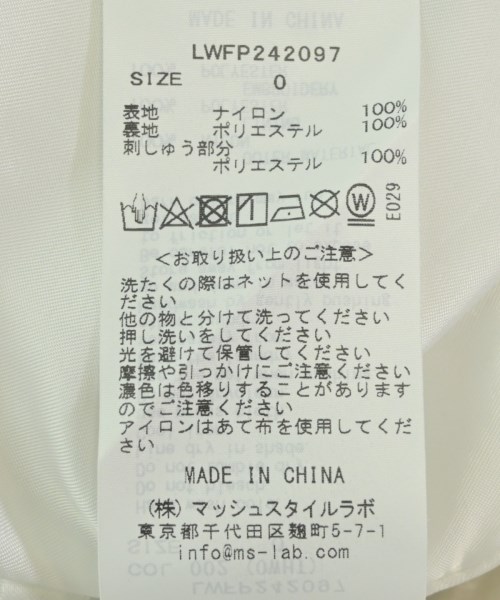 LWFP242097
SIZE 0
表地 ナイロン 100%
裏地 ポリエステル 100%
刺しゅう部分
ポリエステル 100%
W
E029
<お取り扱い上のご注意>
洗たくの際はネットを使用してく
ださい
他の物と分けて洗ってください
押し洗いをしてください
光を避けて保管してください
摩擦や引っかけにご注意ください
濃色は色移りすることがあります
のでご注意ください
アイロンはあて布を使用してくだ
さい
MADE IN CHINA
(株) マッシュスタイルラボ
東京都千代田区麹町5-7-1
info@ms-lab.com